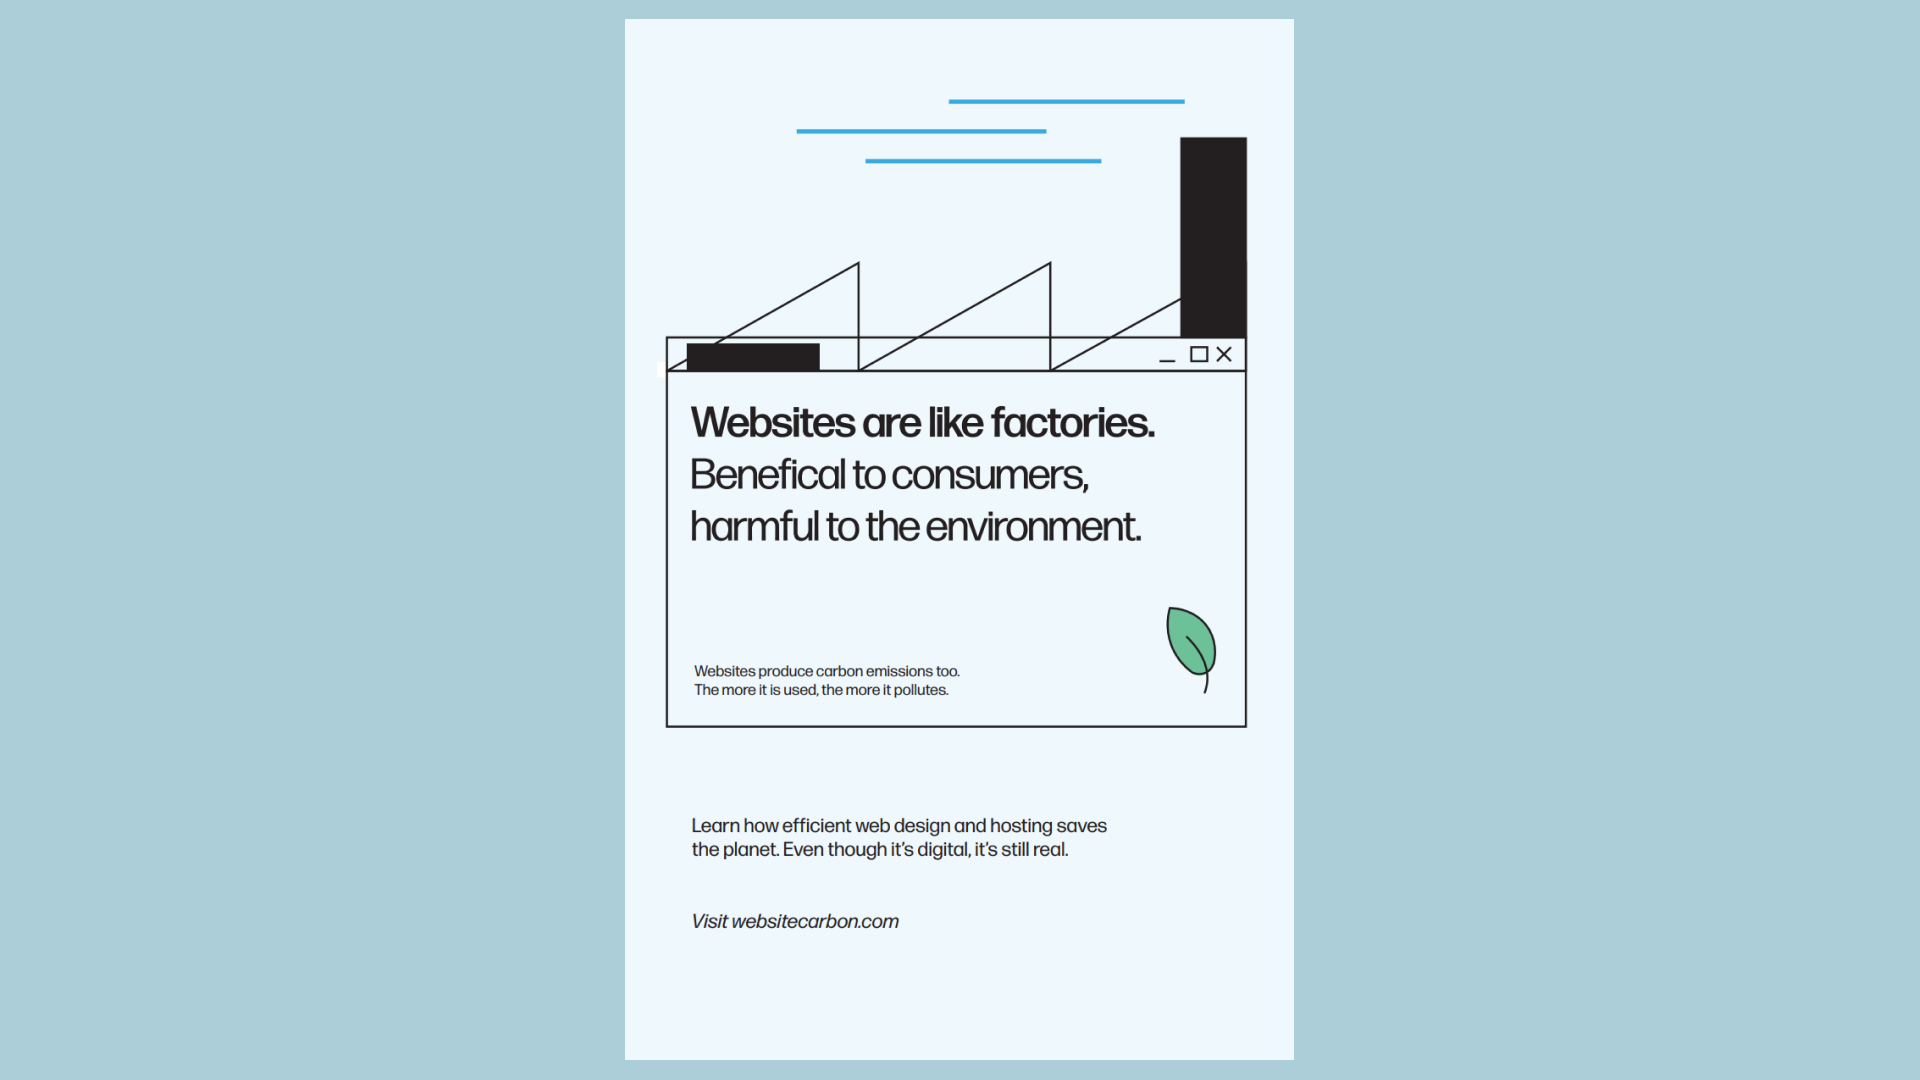 Websites are like factories.
Benefical to consumers,
harmful to the environment.
Websites produce carbon emissions too.
The more it is used, the more it pollutes.
Learn how efficient web design and hosting saves
the planet. Even though it’s digital, it’s still real.
Visit websitecarbon.com